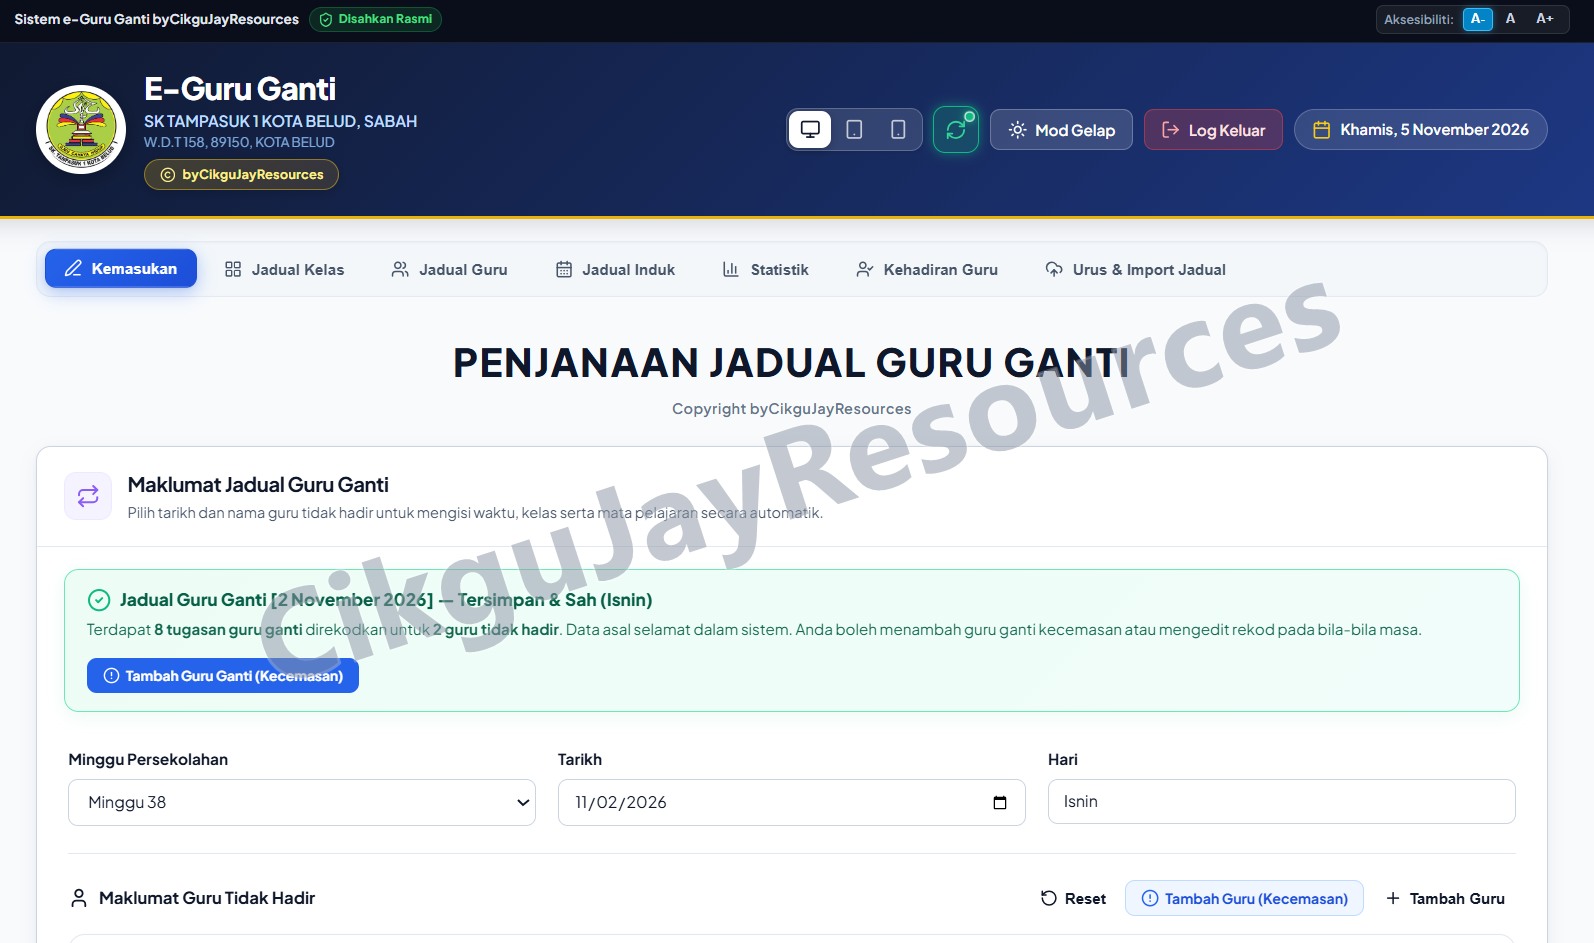 Sistem e-Guru Ganti byCikguJayResources
Disahkan Rasmi
Aksesibiliti: A- A A+
E-Guru Ganti
SK TAMPASUK 1 KOTA BELUD, SABAH
W.D.T 158, 89150, KOTA BELUD
byCikguJayResources
Mod Gelap
Log Keluar
Khamis, 5 November 2026
Kemasukan
Jadual Kelas
Jadual Guru
Jadual Induk
Statistik
Kehadiran Guru
Urus & Import Jadual
PENJANAAN JADUAL GURU GANTI
Copyright byCikguJayResources
CikguJayResources
Maklumat Jadual Guru Ganti
Pilih tarikh dan nama guru tidak hadir untuk mengisi waktu, kelas serta mata pelajaran secara automatik.
Jadual Guru Ganti [2 November 2026] — Tersimpan & Sah (Isnin)
Terdapat 8 tugasan guru ganti direkodkan untuk 2 guru tidak hadir. Data asal selamat dalam sistem. Anda boleh menambah guru ganti kecemasan atau mengedit rekod pada bila-bila masa.
Tambah Guru Ganti (Kecemasan)
Minggu Persekolahan
Tarikh
Hari
Minggu 38
11/02/2026
Isnin
Maklumat Guru Tidak Hadir
Reset
Tambah Guru (Kecemasan)
Tambah Guru